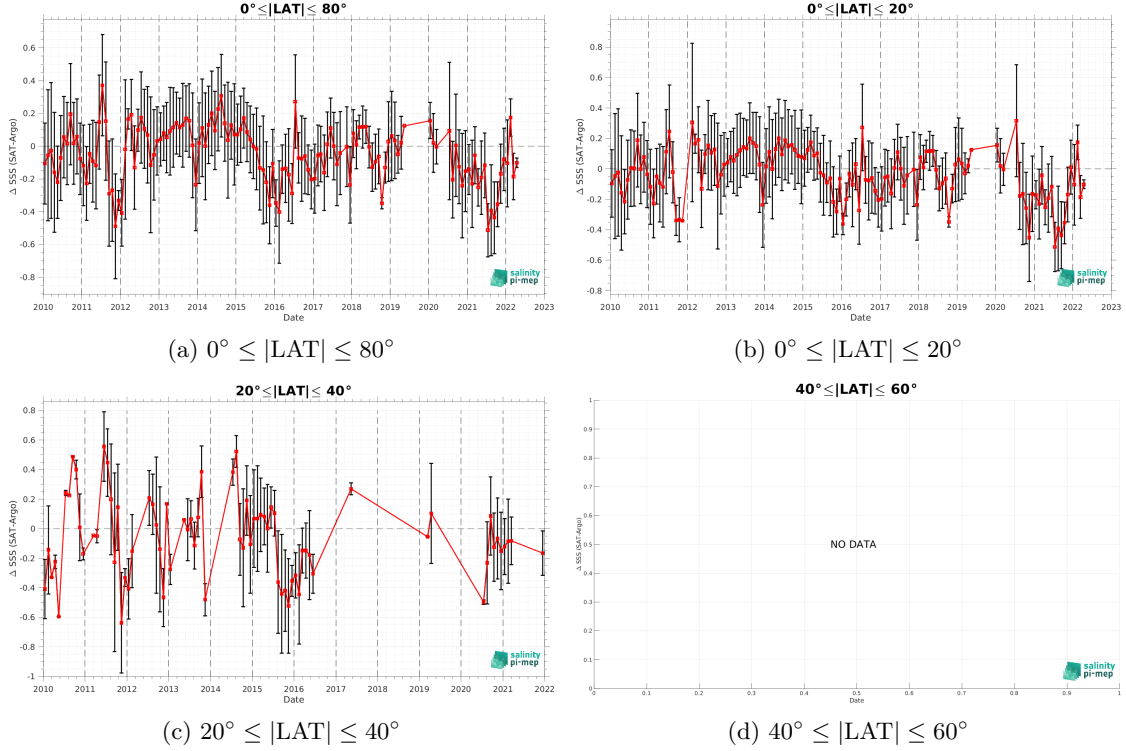 0°≤|LAT|≤ 80°
Δ SSS (SAT-Argo)
0.6
0.4
0.2
0
-0.2
-0.4
-0.6
-0.8
2010 2011 2012 2013 2014 2015 2016 2017 2018 2019 2020 2021 2022 2023
Date
salinity
pi-mep
(a) 0° ≤ |LAT| ≤ 80°
0°≤|LAT|≤ 20°
Δ SSS (SAT-Argo)
0.8
0.6
0.4
0.2
0
-0.2
-0.4
-0.6
-0.8
2010 2011 2012 2013 2014 2015 2016 2017 2018 2019 2020 2021 2022 2023
Date
salinity
pi-mep
(b) 0° ≤ |LAT| ≤ 20°
20°≤|LAT|≤ 40°
Δ SSS (SAT-Argo)
0.8
0.6
0.4
0.2
0
-0.2
-0.4
-0.6
-0.8
-1
2010 2011 2012 2013 2014 2015 2016 2017 2018 2019 2020 2021 2022
Date
salinity
pi-mep
(c) 20° ≤ |LAT| ≤ 40°
40°≤|LAT|≤ 60°
Δ SSS (SAT-Argo)
1
0.9
0.8
0.7
0.6
0.5
0.4
0.3
0.2
0.1
0
NO DATA
0 0.1 0.2 0.3 0.4 0.5 0.6 0.7 0.8 0.9 1
Date
salinity
pi-mep
(d) 40° ≤ |LAT| ≤ 60°